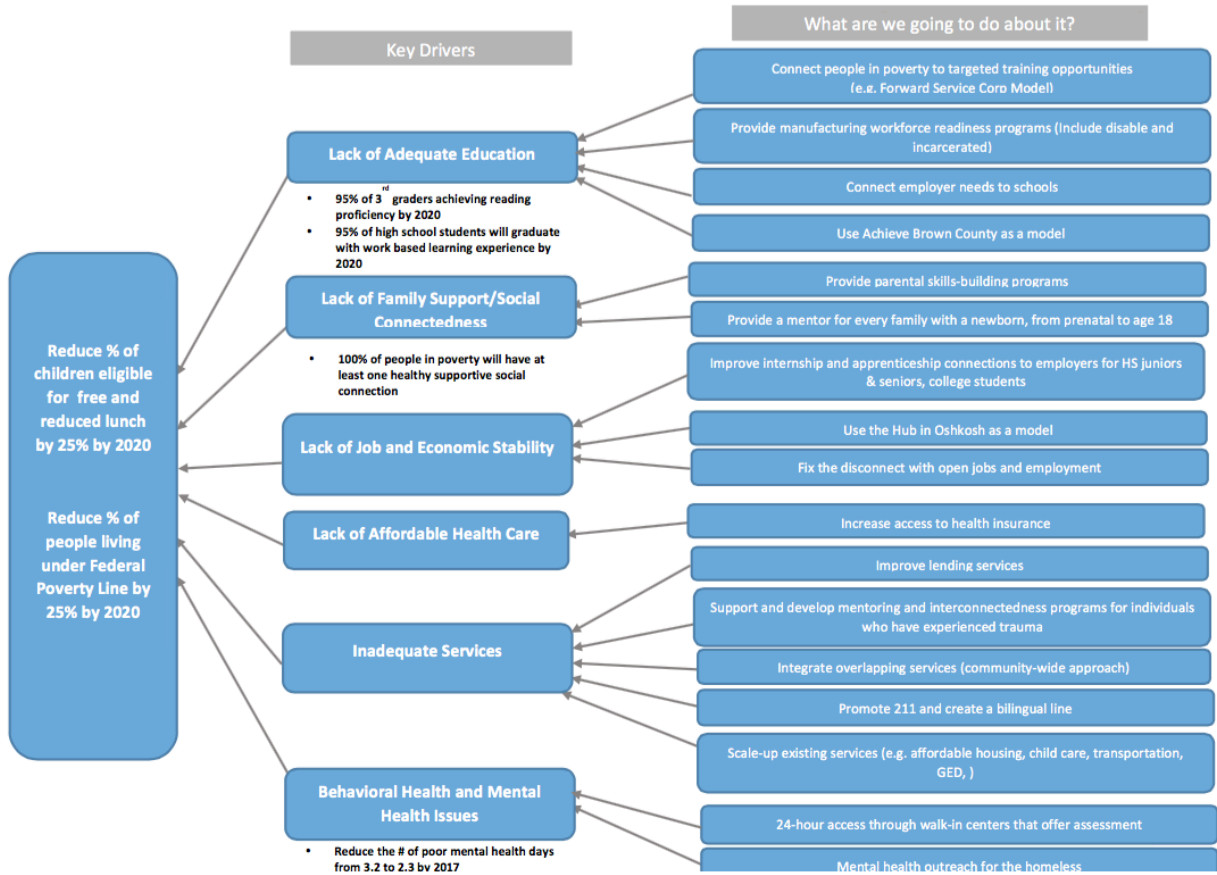 What are we going to do about it?
Key Drivers
Connect people in poverty to targeted training opportunities
(e.g. Forward Service Corp Model)
Provide manufacturing workforce readiness programs (Include disable and
incarcerated)
Lack of Adequate Education
Connect employer needs to schools
• 95% of 3rd graders achieving reading
proficiency by 2020
• 95% of high school students will graduate
with work based learning experience by
2020
Use Achieve Brown County as a model
Lack of Family Support/Social
Connectedness
Provide parental skills-building programs
Provide a mentor for every family with a newborn, from prenatal to age 18
• 100% of people in poverty will have at
least one healthy supportive social
connection
Reduce % of
children eligible
for free and
reduced lunch
by 25% by 2020
Improve internship and apprenticeship connections to employers for HS juniors
& seniors, college students
Lack of Job and Economic Stability
Use the Hub in Oshkosh as a model
Fix the disconnect with open jobs and employment
Reduce % of
people living
under Federal
Poverty Line by
25% by 2020
Lack of Affordable Health Care
Increase access to health insurance
Improve lending services
Support and develop mentoring and interconnectedness programs for individuals
who have experienced trauma
Inadequate Services
Integrate overlapping services (community-wide approach)
Promote 211 and create a bilingual line
Scale-up existing services (e.g. affordable housing, child care, transportation,
GED, )
Behavioral Health and Mental
Health Issues
24-hour access through walk-in centers that offer assessment
• Reduce the # of poor mental health days
from 3.2 to 2.3 by 2017
Mental health outreach for the homeless